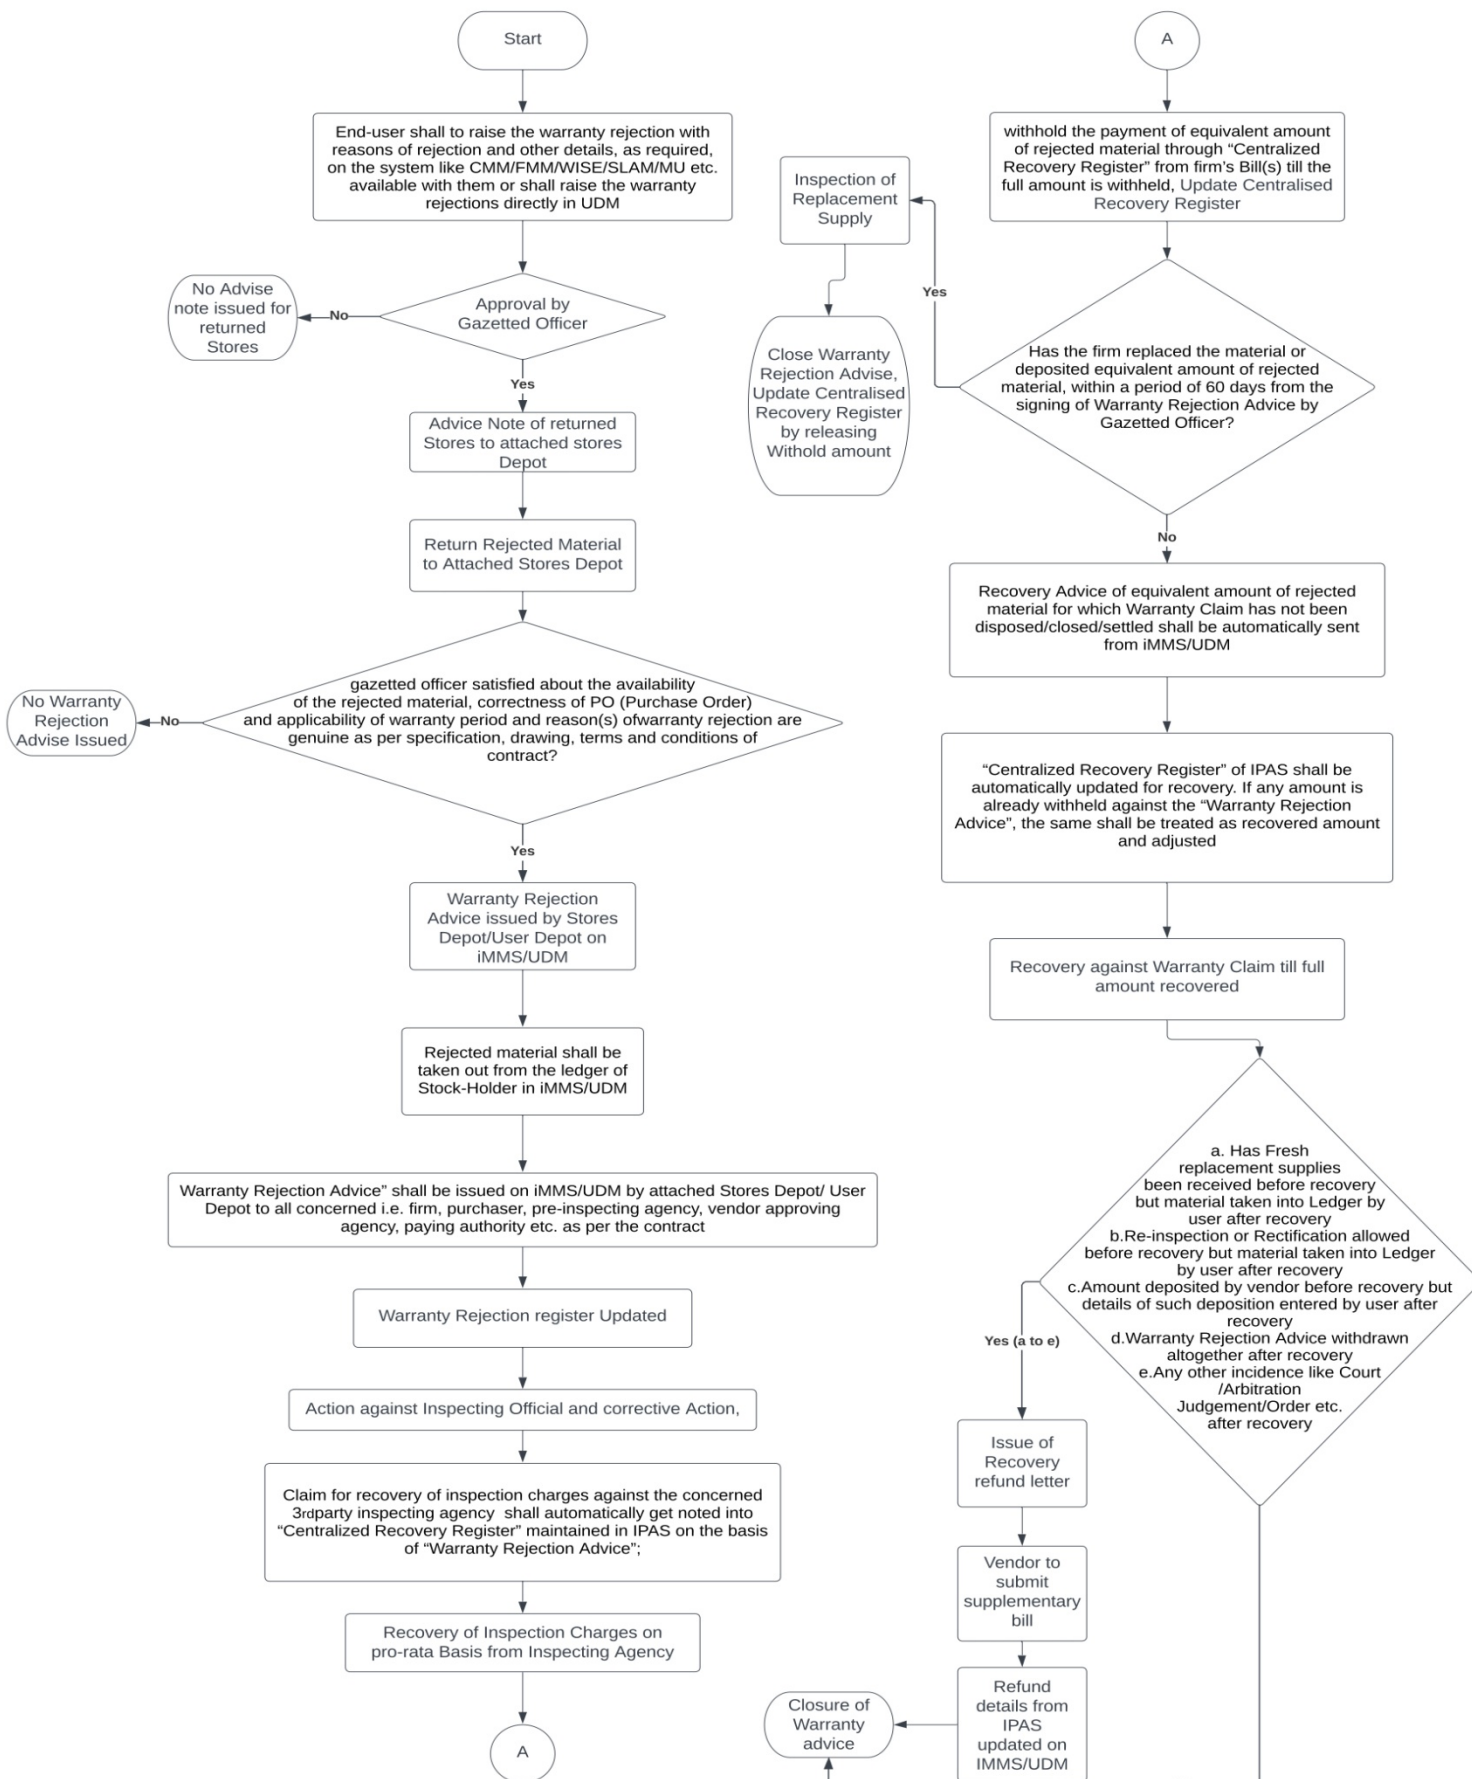 Start
End-user shall to raise the warranty rejection with
reasons of rejection and other details, as required,
on the system like CMM/FMM/WISE/SLAM/MU etc.
available with them or shall raise the warranty
rejections directly in UDM
No Advise
note issued for
returned
Stores
No
Approval by
Gazetted Officer
Yes
Advice Note of returned
Stores to attached stores
Depot
Return Rejected Material
to Attached Stores Depot
No Warranty
Rejection
Advise Issued
No
gazetted officer satisfied about the availability
of the rejected material, correctness of PO (Purchase Order)
and applicability of warranty period and reason(s) ofwarranty rejection are
genuine as per specification, drawing, terms and conditions of
contract?
Yes
Warranty Rejection
Advice issued by Stores
Depot/User Depot on
iMMS/UDM
Rejected material shall be
taken out from the ledger of
Stock-Holder in iMMS/UDM
Warranty Rejection Advice” shall be issued on iMMS/UDM by attached Stores Depot/ User
Depot to all concerned i.e. firm, purchaser, pre-inspecting agency, vendor approving
agency, paying authority etc. as per the contract
Warranty Rejection register Updated
Action against Inspecting Official and corrective Action,
Claim for recovery of inspection charges against the concerned
3rdparty inspecting agency shall automatically get noted into
“Centralized Recovery Register” maintained in IPAS on the basis
of “Warranty Rejection Advice”;
Recovery of Inspection Charges on
pro-rata Basis from Inspecting Agency
A
A
withhold the payment of equivalent amount
of rejected material through “Centralized
Recovery Register” from firm's Bill(s) till the
full amount is withheld, Update Centralised
Recovery Register
Inspection of
Replacement
Supply
Yes
Close Warranty
Rejection Advise,
Update Centralised
Recovery Register
by releasing
Withold amount
Has the firm replaced the material or
deposited equivalent amount of rejected
material, within a period of 60 days from the
signing of Warranty Rejection Advice by
Gazetted Officer?
No
Recovery Advice of equivalent amount of rejected
material for which Warranty Claim has not been
disposed/closed/settled shall be automatically sent
from iMMS/UDM
“Centralized Recovery Register” of IPAS shall be
automatically updated for recovery. If any amount is
already withheld against the “Warranty Rejection
Advice”, the same shall be treated as recovered amount
and adjusted
Recovery against Warranty Claim till full
amount recovered
a. Has Fresh
replacement supplies
been received before recovery
but material taken into Ledger by
user after recovery
b.Re-inspection or Rectification allowed
before recovery but material taken into Ledger
by user after recovery
c.Amount deposited by vendor before recovery but
details of such deposition entered by user after
recovery
d.Warranty Rejection Advice withdrawn
altogether after recovery
e.Any other incidence like Court
/Arbitration
Judgement/Order etc.
after recovery
Yes (a to e)
Issue of
Recovery
refund letter
Vendor to
submit
supplementary
bill
Refund
details from
IPAS
updated on
IMMS/UDM
Closure of
Warranty
advice